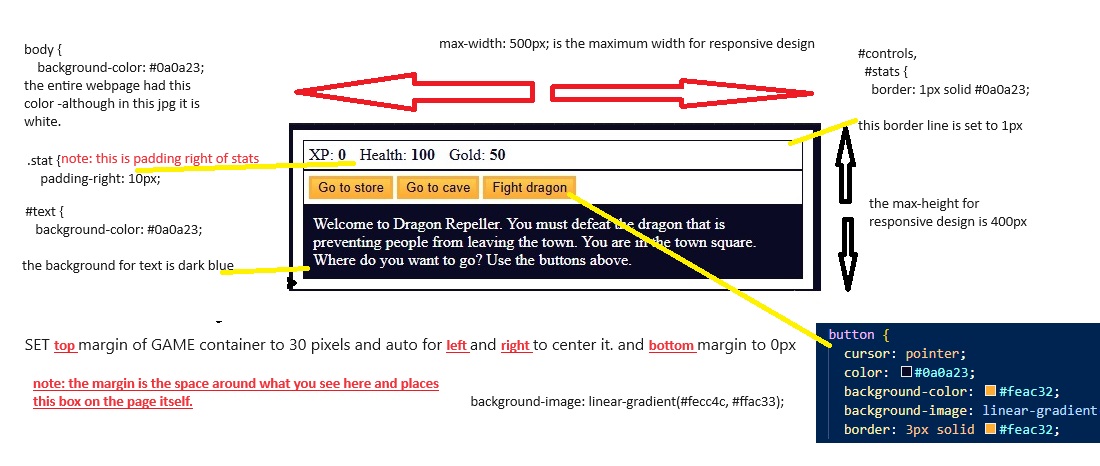 body {
background-color: #0a0a23;
the entire webpage had this
color -although in this jpg it is
white.
max-width: 500px; is the maximum width for responsive design
#controls,
#stats {
border: 1px solid #0a0a23;
this border line is set to 1px
.stat { note: this is padding right of stats
padding-right: 10px;
#text {
background-color: #0a0a23;
the background for text is dark blue
XP: 0 Health: 100 Gold: 50
Go to store Go to cave Fight dragon
Welcome to Dragon Repeller. You must defeat the dragon that is
preventing people from leaving the town. You are in the town square.
Where do you want to go? Use the buttons above.
the max-height for
responsive design is 400px
SET top margin of GAME container to 30 pixels and auto for left and right to center it. and bottom margin to 0px
note: the margin is the space around what you see here and places
this box on the page itself.
background-image: linear-gradient(#fecc4c, #ffac33);
button {
cursor: pointer;
color: #0a0a23;
background-color: #feac32;
background-image: linear-gradient
border: 3px solid #feac32;